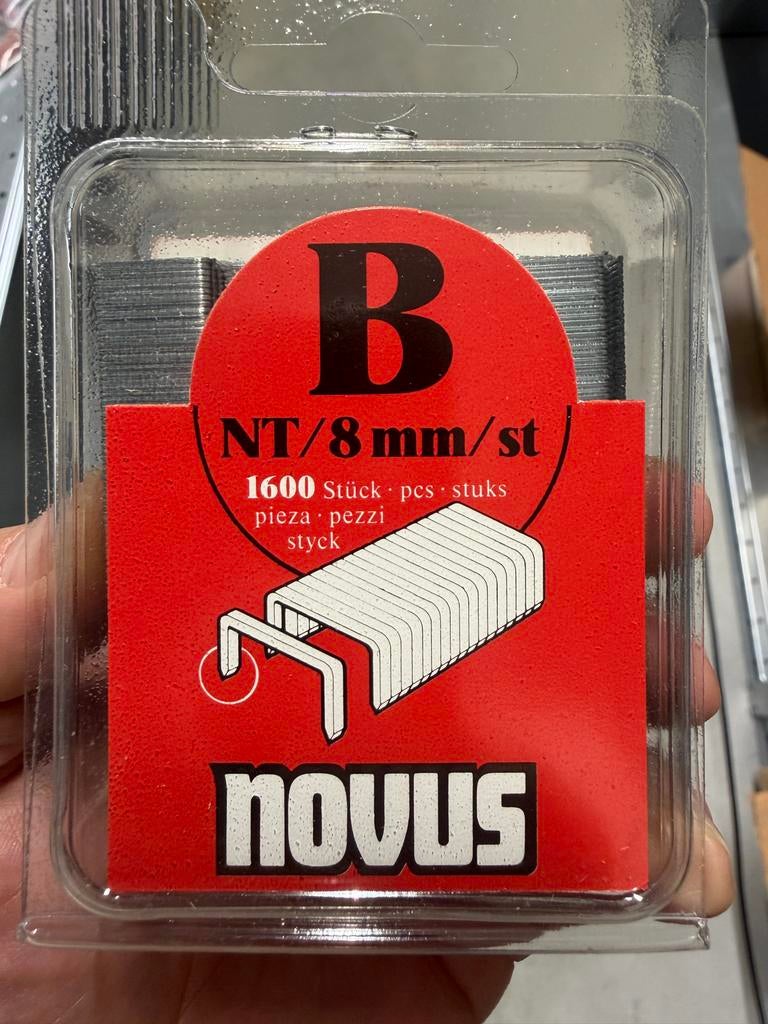 B
NT/8 mm/st
1600 Stück · pcs · stuks
pieza · pezzi
styck
novus